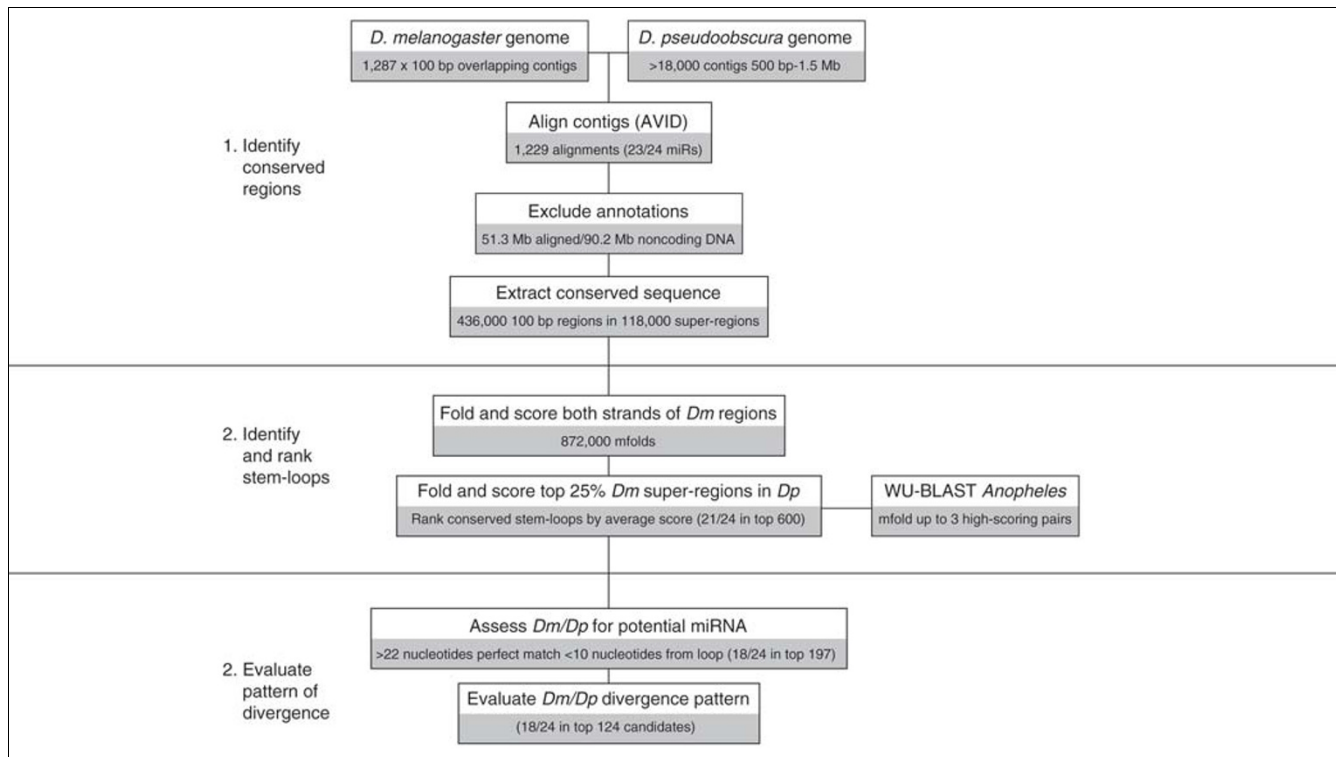 D. melanogaster genome
1,287 x 100 bp overlapping contigs
D. pseudoobscura genome
>18,000 contigs 500 bp-1.5 Mb
1. Identify
conserved
regions
Align contigs (AVID)
1,229 alignments (23/24 miRs)
Exclude annotations
51.3 Mb aligned/90.2 Mb noncoding DNA
Extract conserved sequence
436,000 100 bp regions in 118,000 super-regions
2. Identify
and rank
stem-loops
Fold and score both strands of Dm regions
872,000 mfolds
Fold and score top 25% Dm super-regions in Dp
Rank conserved stem-loops by average score (21/24 in top 600)
WU-BLAST Anopheles
mfold up to 3 high-scoring pairs
2. Evaluate
pattern of
divergence
Assess Dm/Dp for potential miRNA
>22 nucleotides perfect match <10 nucleotides from loop (18/24 in top 197)
Evaluate Dm/Dp divergence pattern
(18/24 in top 124 candidates)